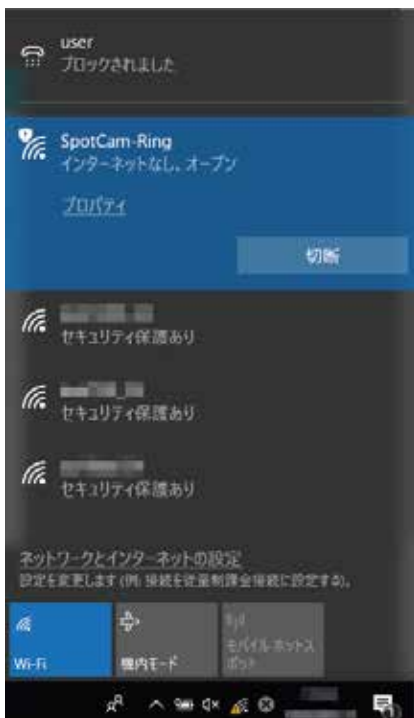 user
ブロックされました
SpotCam-Ring
インターネットなし、オープン
プロパティ
切断
セキュリティ保護あり
セキュリティ保護あり
セキュリティ保護あり
ネットワークとインターネットの設定
設定を変更します (例: 接続を従量制課金接続に設定する)。
Wi-Fi
機内モード
モバイル ホットス
ポット